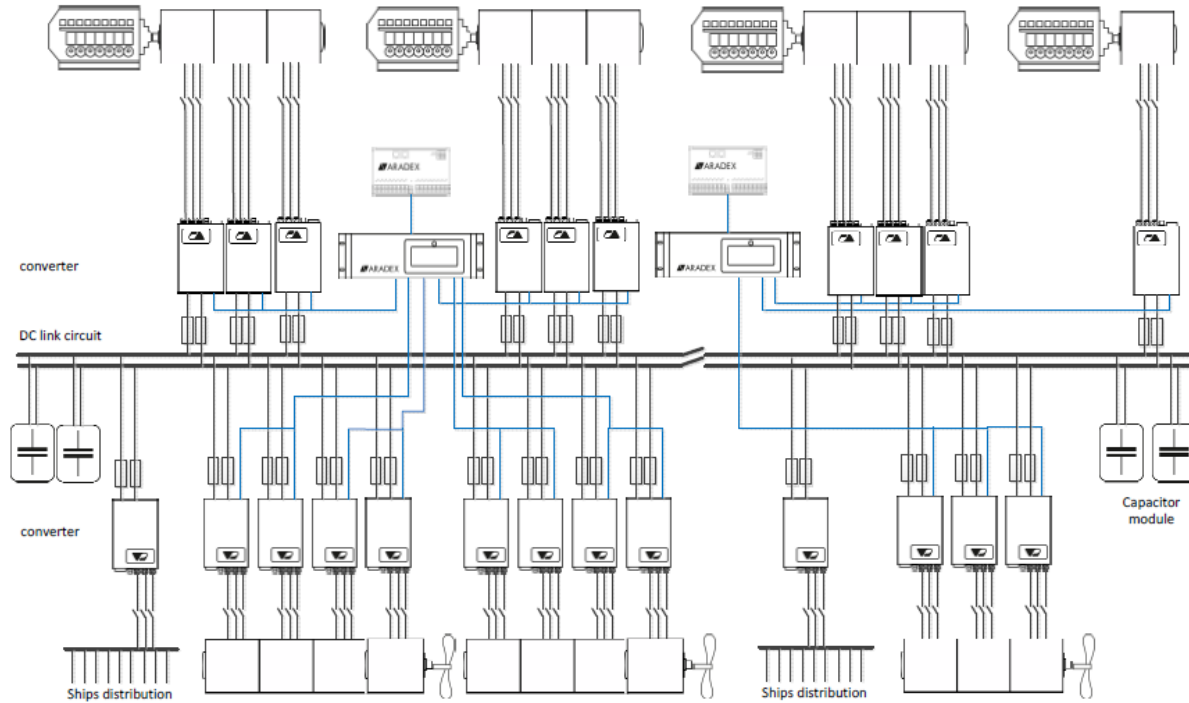 ARADEX
ARADEX
ARADEX
ARADEX
converter
DC link circuit
converter
Capacitor
module
Ships distribution
Ships distribution